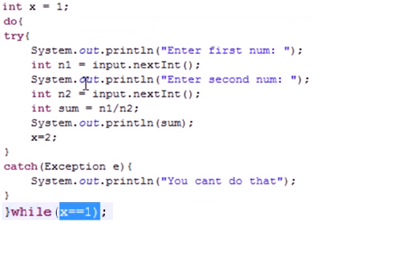 int x = 1;
do{
try{
System.out.println("Enter first num: ");
int n1 = input.nextInt();
System.out.println("Enter second num: ");
int n2 = input.nextInt();
int sum = n1/n2;
System.out.println(sum);
x=2;
}
catch(Exception e){
System.out.println("You cant do that");
}
}while(x==1);